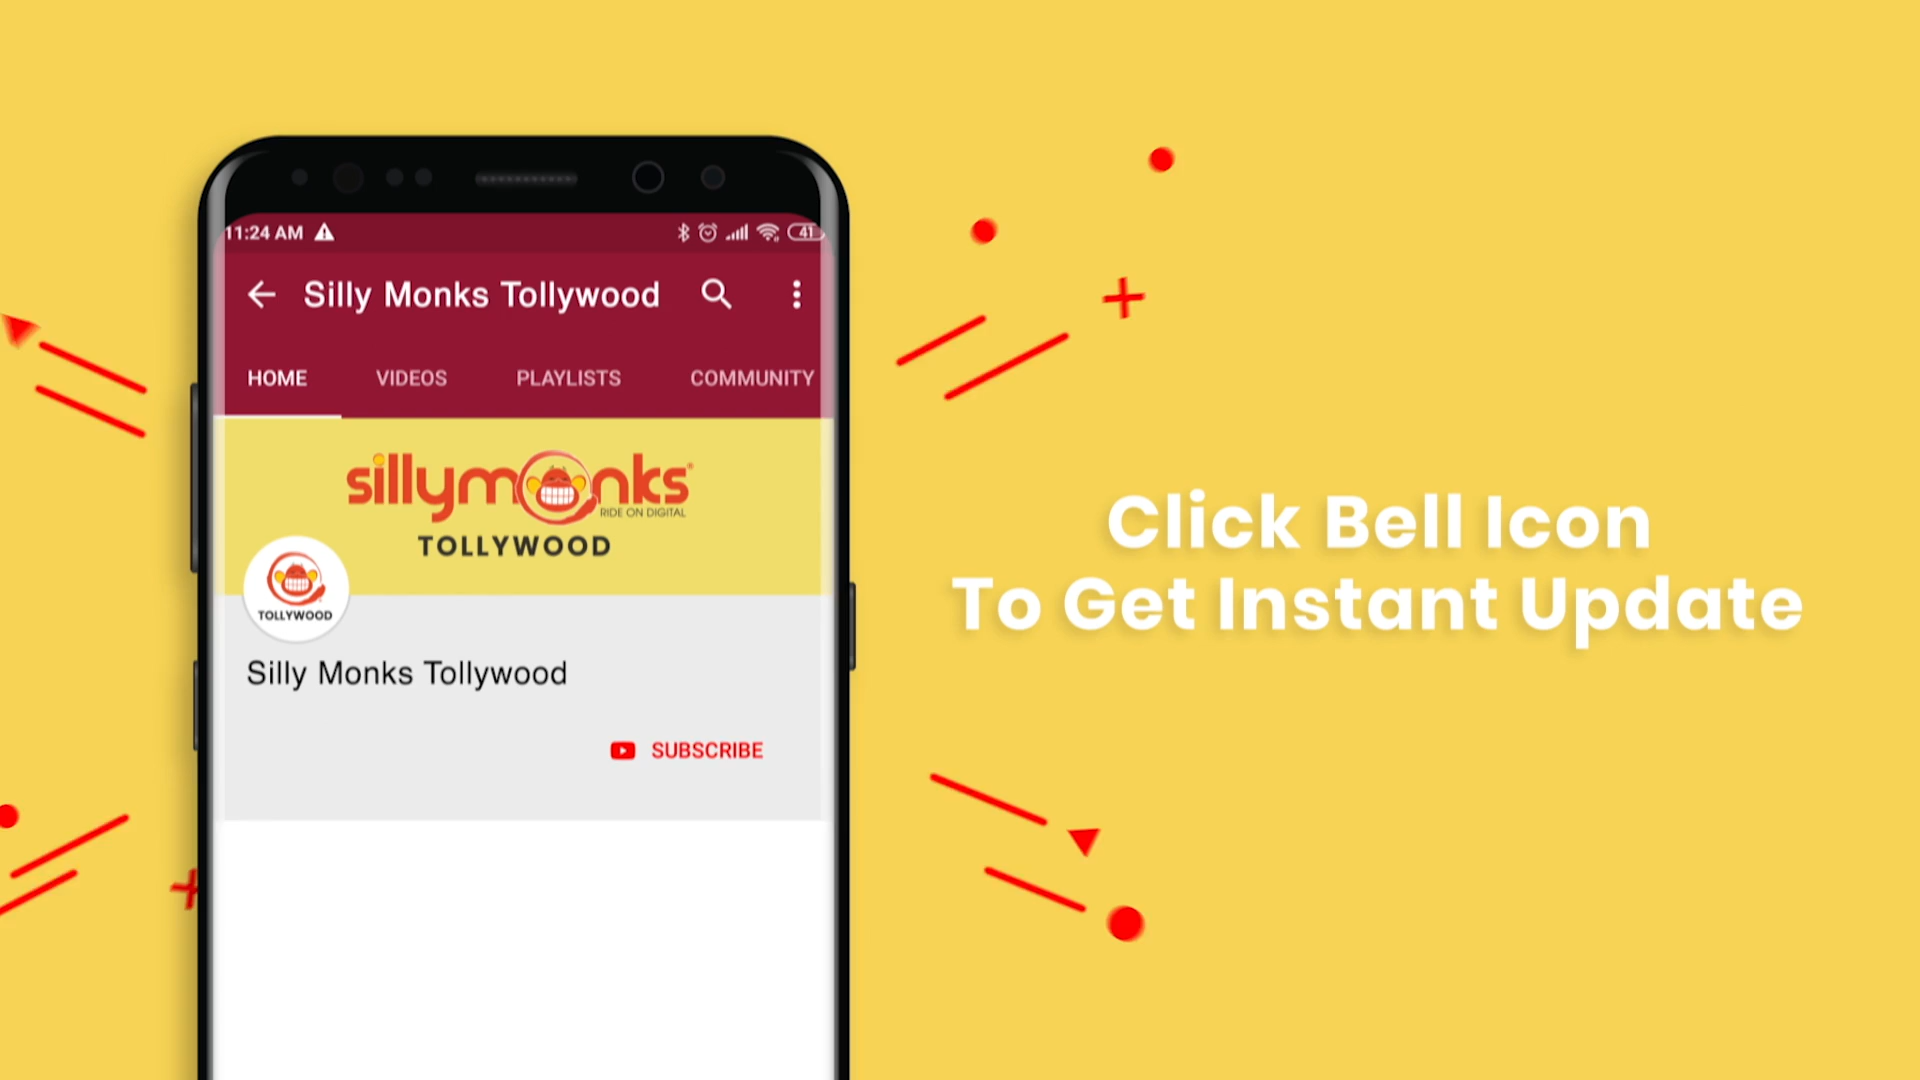 11:24 AM
41
Silly Monks Tollywood
HOME VIDEOS PLAYLISTS COMMUNITY
sillymonks
RIDE ON DIGITAL
TOLLYWOOD
TOLLYWOOD
Silly Monks Tollywood
SUBSCRIBE
Click Bell Icon
To Get Instant Update